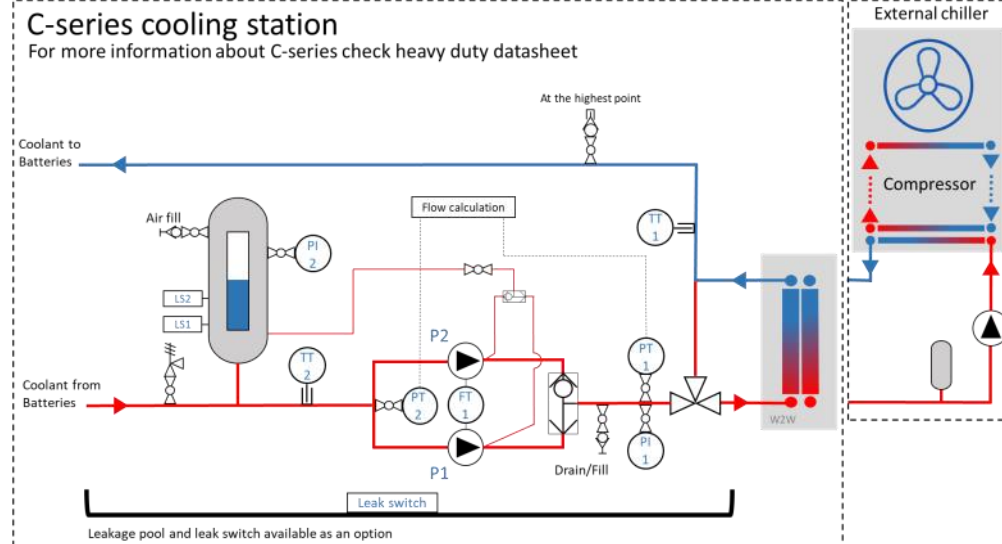 C-series cooling station
For more information about C-series check heavy duty datasheet
External chiller
At the highest point
Coolant to
Batteries
Compressor
Air fill
Flow calculation
PI
2
TT
1
LS2
LS1
P2
TT
2
PT
1
Coolant from
Batteries
PT
2
FT
1
W2W
PI
1
P1
Drain/Fill
Leak switch
Leakage pool and leak switch available as an option